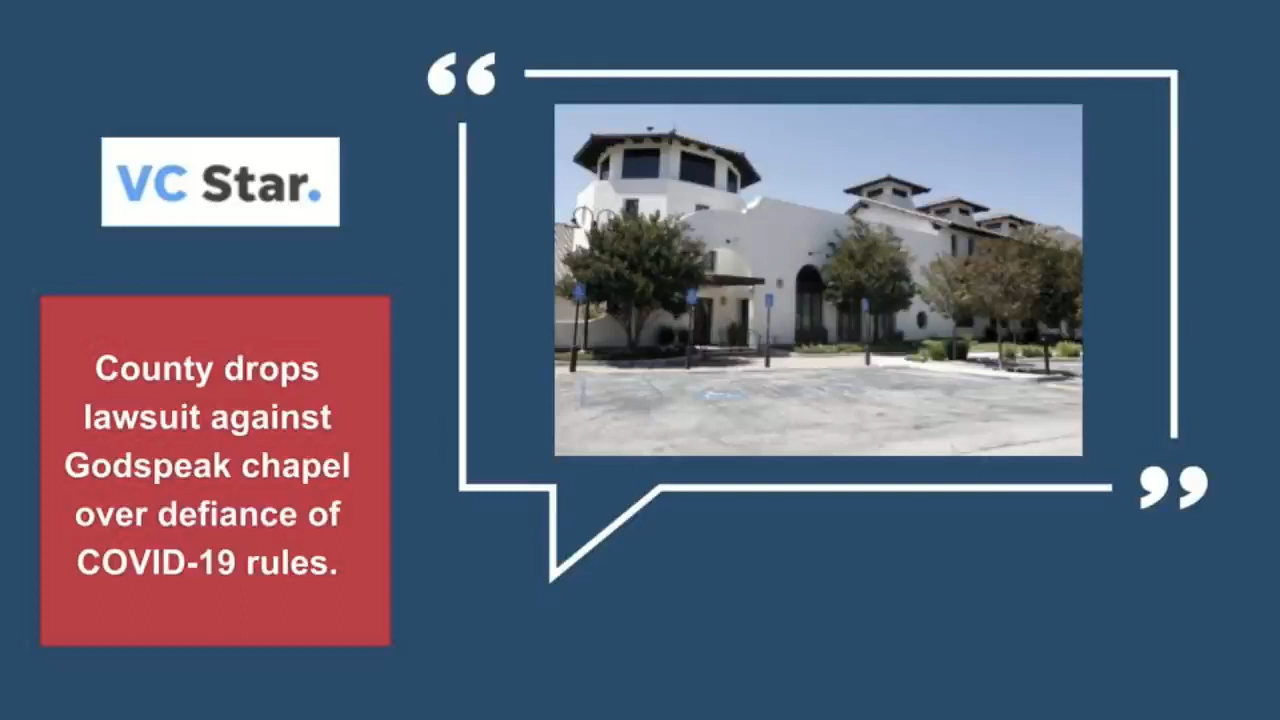 VC Star.
County drops
lawsuit against
Godspeak chapel
over defiance of
COVID-19 rules.